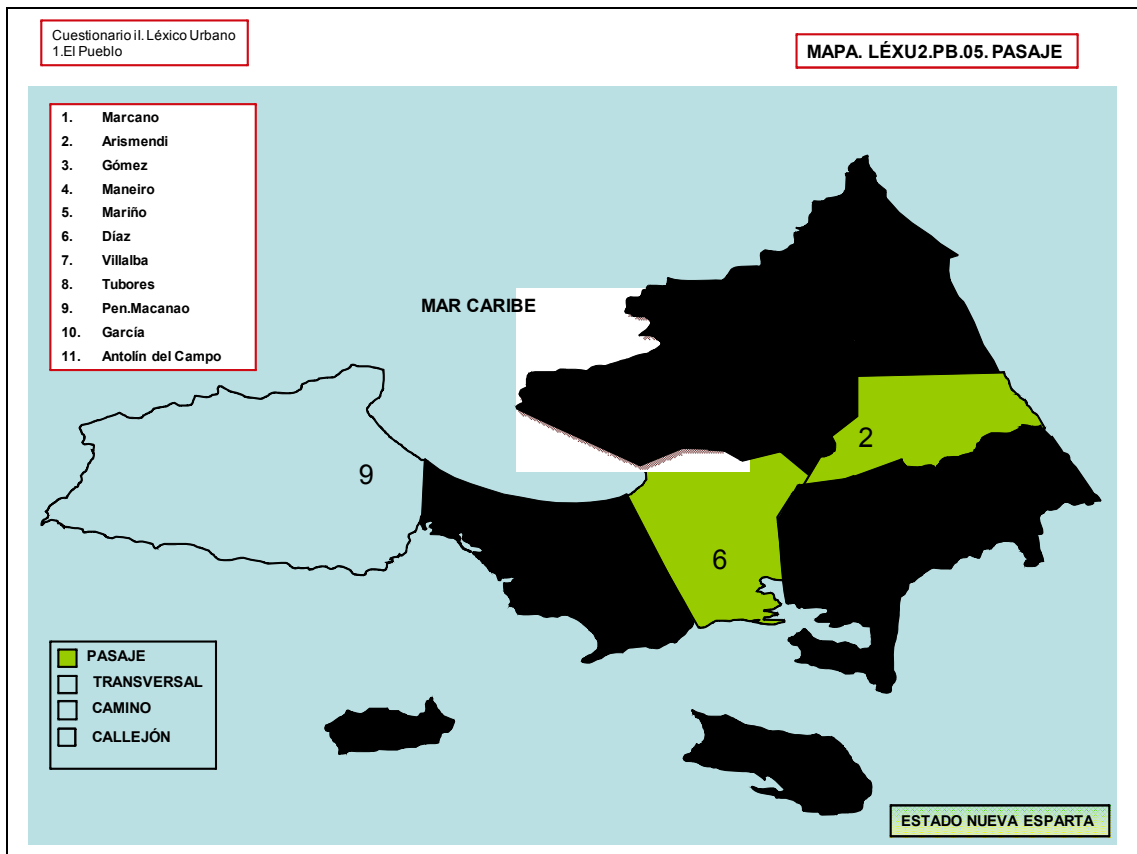 Cuestionario iI. Léxico Urbano
1.El Pueblo
MAPA. LÉXU2.PB.05. PASAJE
1. Marcano
2. Arismendi
3. Gómez
4. Maneiro
5. Mariño
6. Díaz
7. Villalba
8. Tubores
9. Pen.Macanao
10. García
11. Antolín del Campo
MAR CARIBE
2
9
6
PASAJE
TRANSVERSAL
CAMINO
CALLEJÓN
ESTADO NUEVA ESPARTA